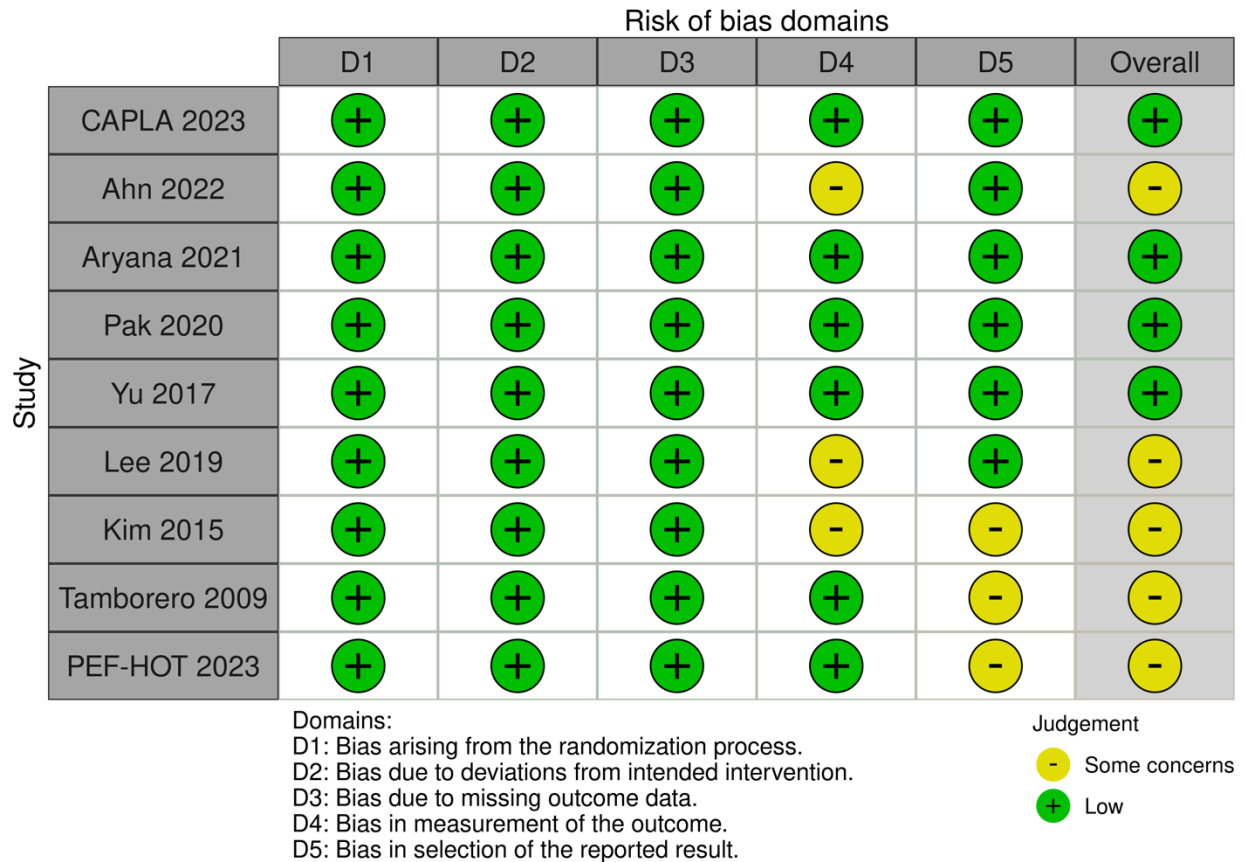 Risk of bias domains
D1 D2 D3 D4 D5 Overall
Study
CAPLA 2023 + + + + + +
Ahn 2022 + + + - + -
Aryana 2021 + + + + + +
Pak 2020 + + + + + +
Yu 2017 + + + + + +
Lee 2019 + + + - + -
Kim 2015 + + + - - -
Tamborero 2009 + + + + - -
PEF-HOT 2023 + + + + - -
Domains:
D1: Bias arising from the randomization process.
D2: Bias due to deviations from intended intervention.
D3: Bias due to missing outcome data.
D4: Bias in measurement of the outcome.
D5: Bias in selection of the reported result.
Judgement
- Some concerns
+ Low